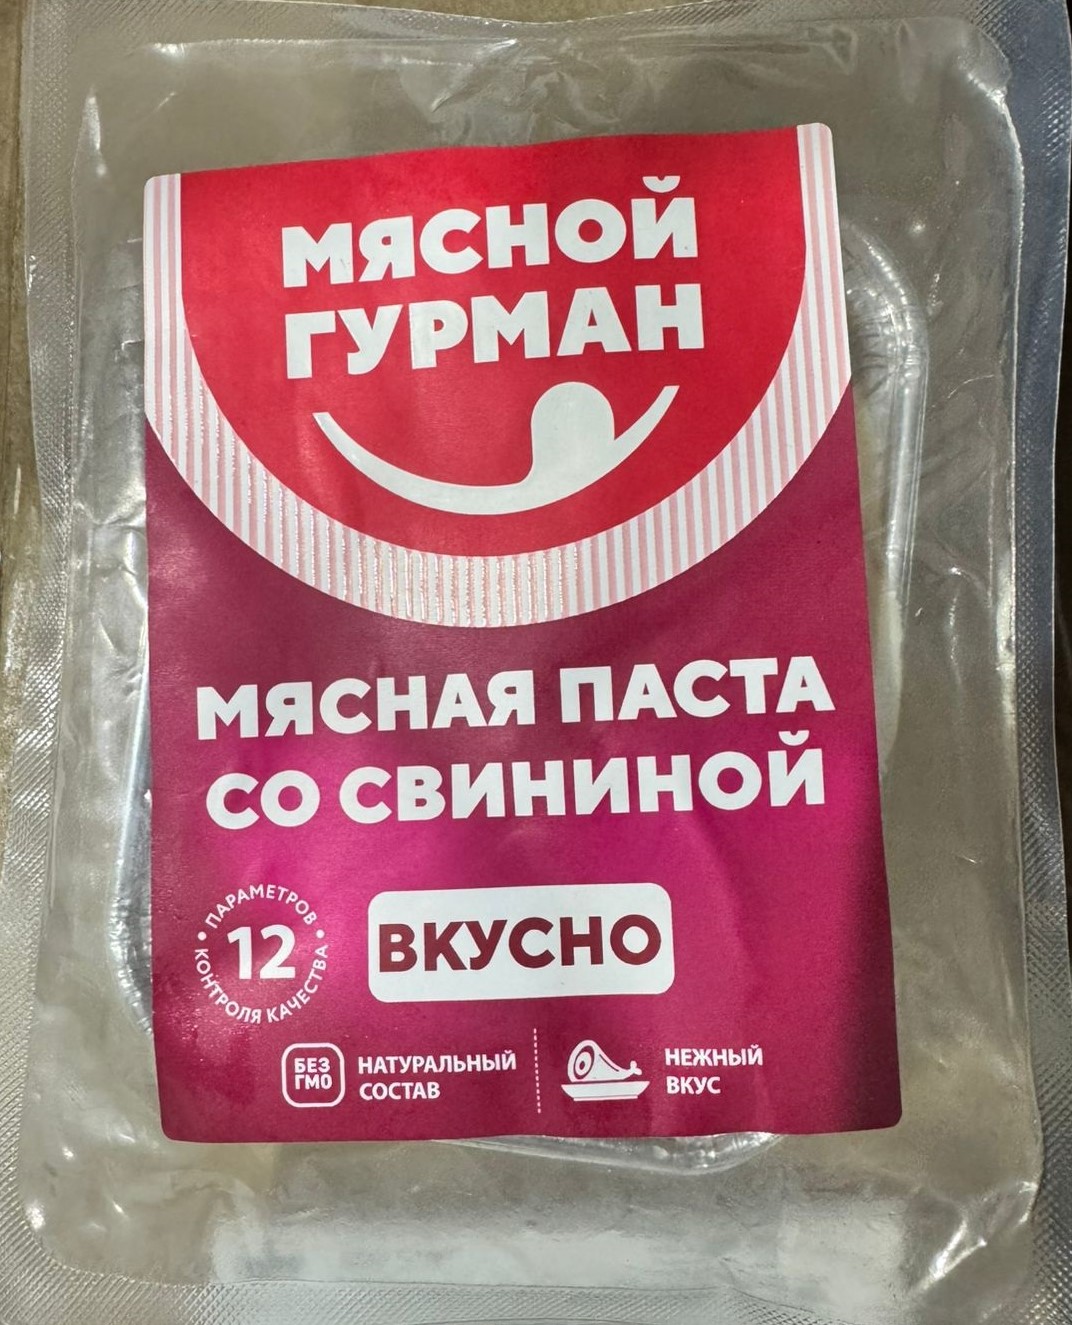 МЯСНОЙ
ГУРМАН
МЯСНАЯ ПАСТА
СО СВИНИНОЙ
• ПАРАМЕТРОВ •
12
КОНТРОЛЯ КАЧЕСТВА
ВКУСНО
БЕЗ
ГМО
НАТУРАЛЬНЫЙ
СОСТАВ
НЕЖНЫЙ
ВКУС